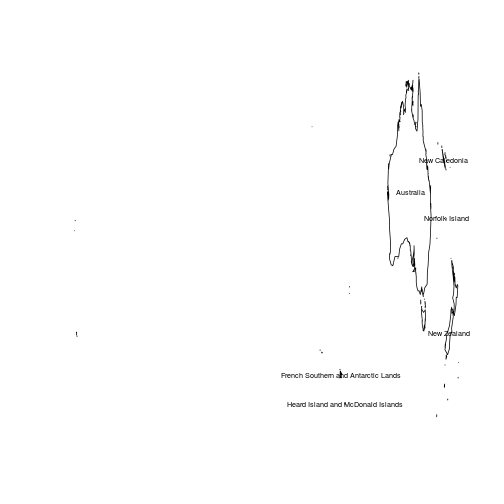 New Caledonia
Australia
Norfolk Island
New Zealand
French Southern and Antarctic Lands
Heard Island and McDonald Islands